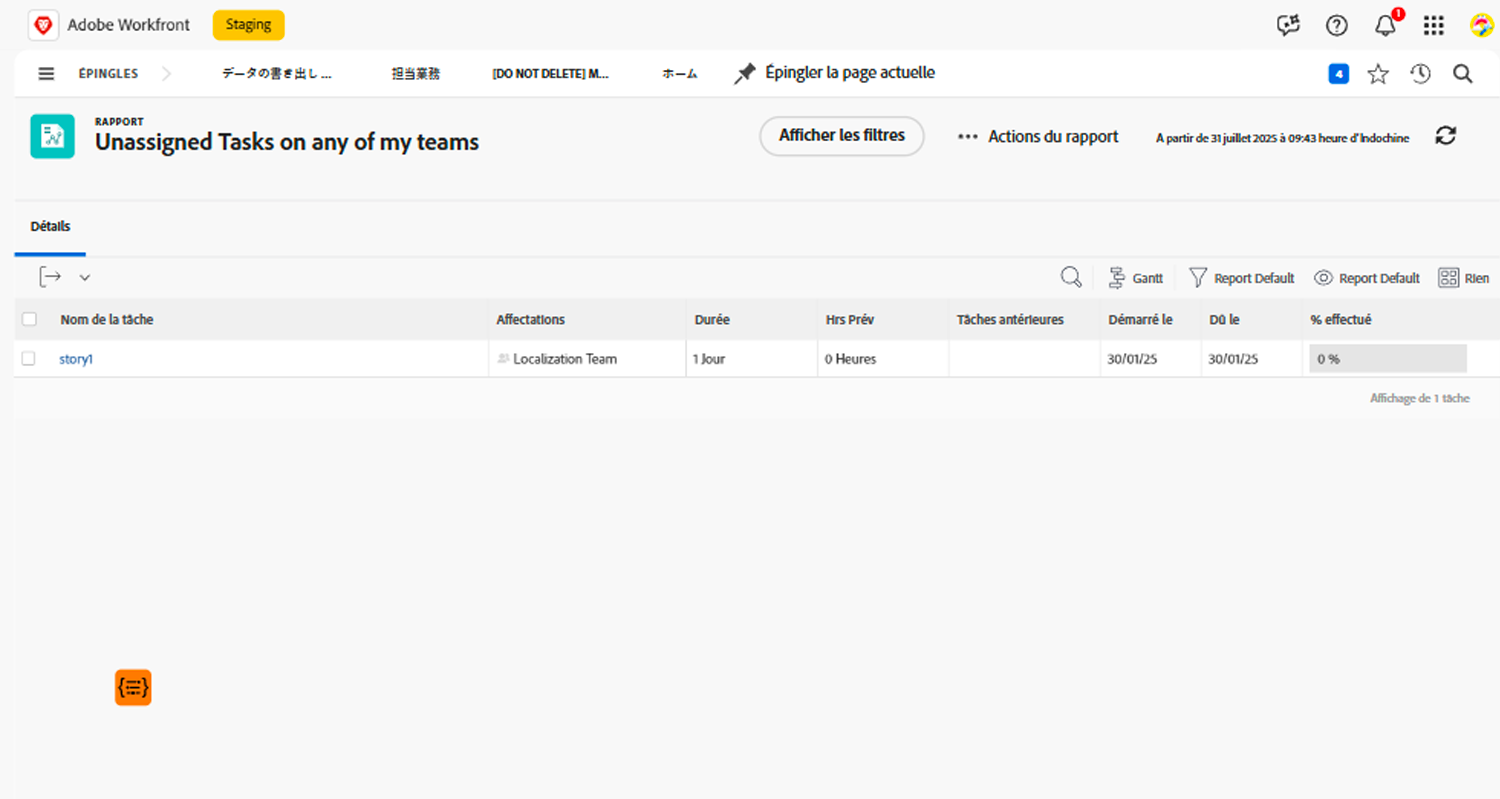 Adobe Workfront Staging 1
ÉPINGLES データの書き出し ... 担当業務 [DO NOT DELETE] M... ホーム Épingler la page actuelle 4
RAPPORT
Unassigned Tasks on any of my teams Afficher les filtres ••• Actions du rapport A partir de 31 juillet 2025 à 09:43 heure d'Indochine
Détails
Gantt Report Default Report Default Rien
Nom de la tâche Affectations Durée Hrs Prév Tâches antérieures Démarré le Dû le % effectué
story1 Localization Team 1 Jour 0 Heures 30/01/25 30/01/25 0 %
Affichage de 1 tâche